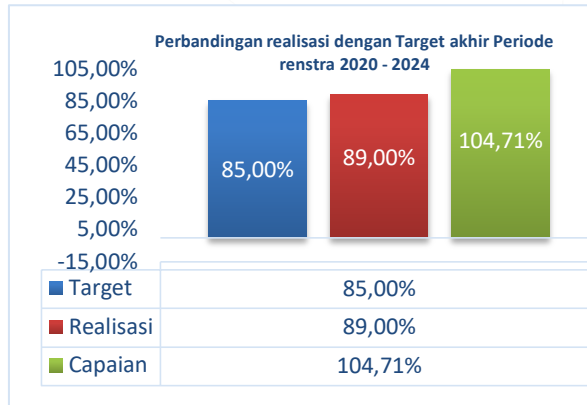 Perbandingan realisasi dengan Target akhir Periode
renstra 2020 - 2024
105,00%
85,00%
65,00%
45,00%
25,00%
5,00%
-15,00%
85,00%
89,00%
104,71%
Target 85,00%
Realisasi 89,00%
Capaian 104,71%